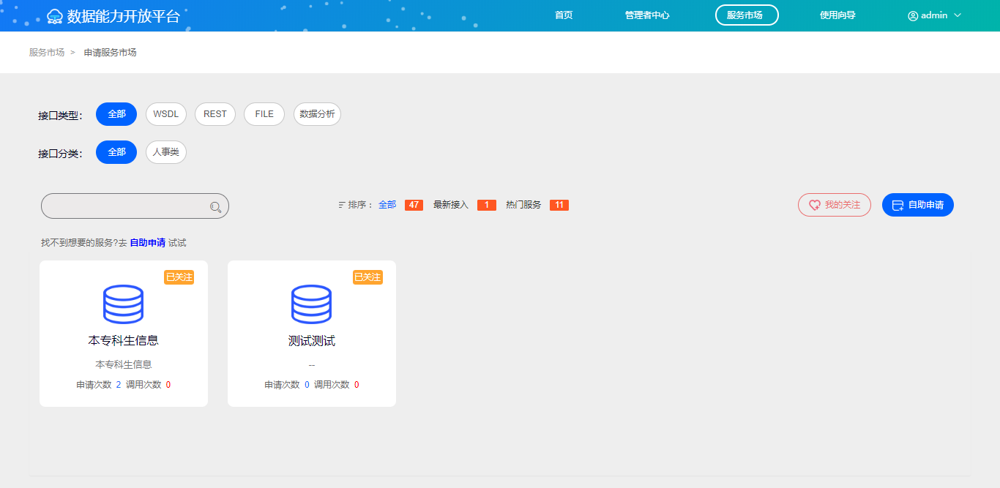 数据能力开放平台 首页 管理者中心 服务市场 使用向导 admin
服务市场 > 申请服务市场
接口类型： 全部 WSDL REST FILE 数据分析
接口分类： 全部 人事类
排序： 全部 47 最新接入 1 热门服务 11 我的关注 自助申请
找不到想要的服务?去 自助申请 试试
已关注
本专科生信息
本专科生信息
申请次数 2 调用次数 0
已关注
测试测试
--
申请次数 0 调用次数 0